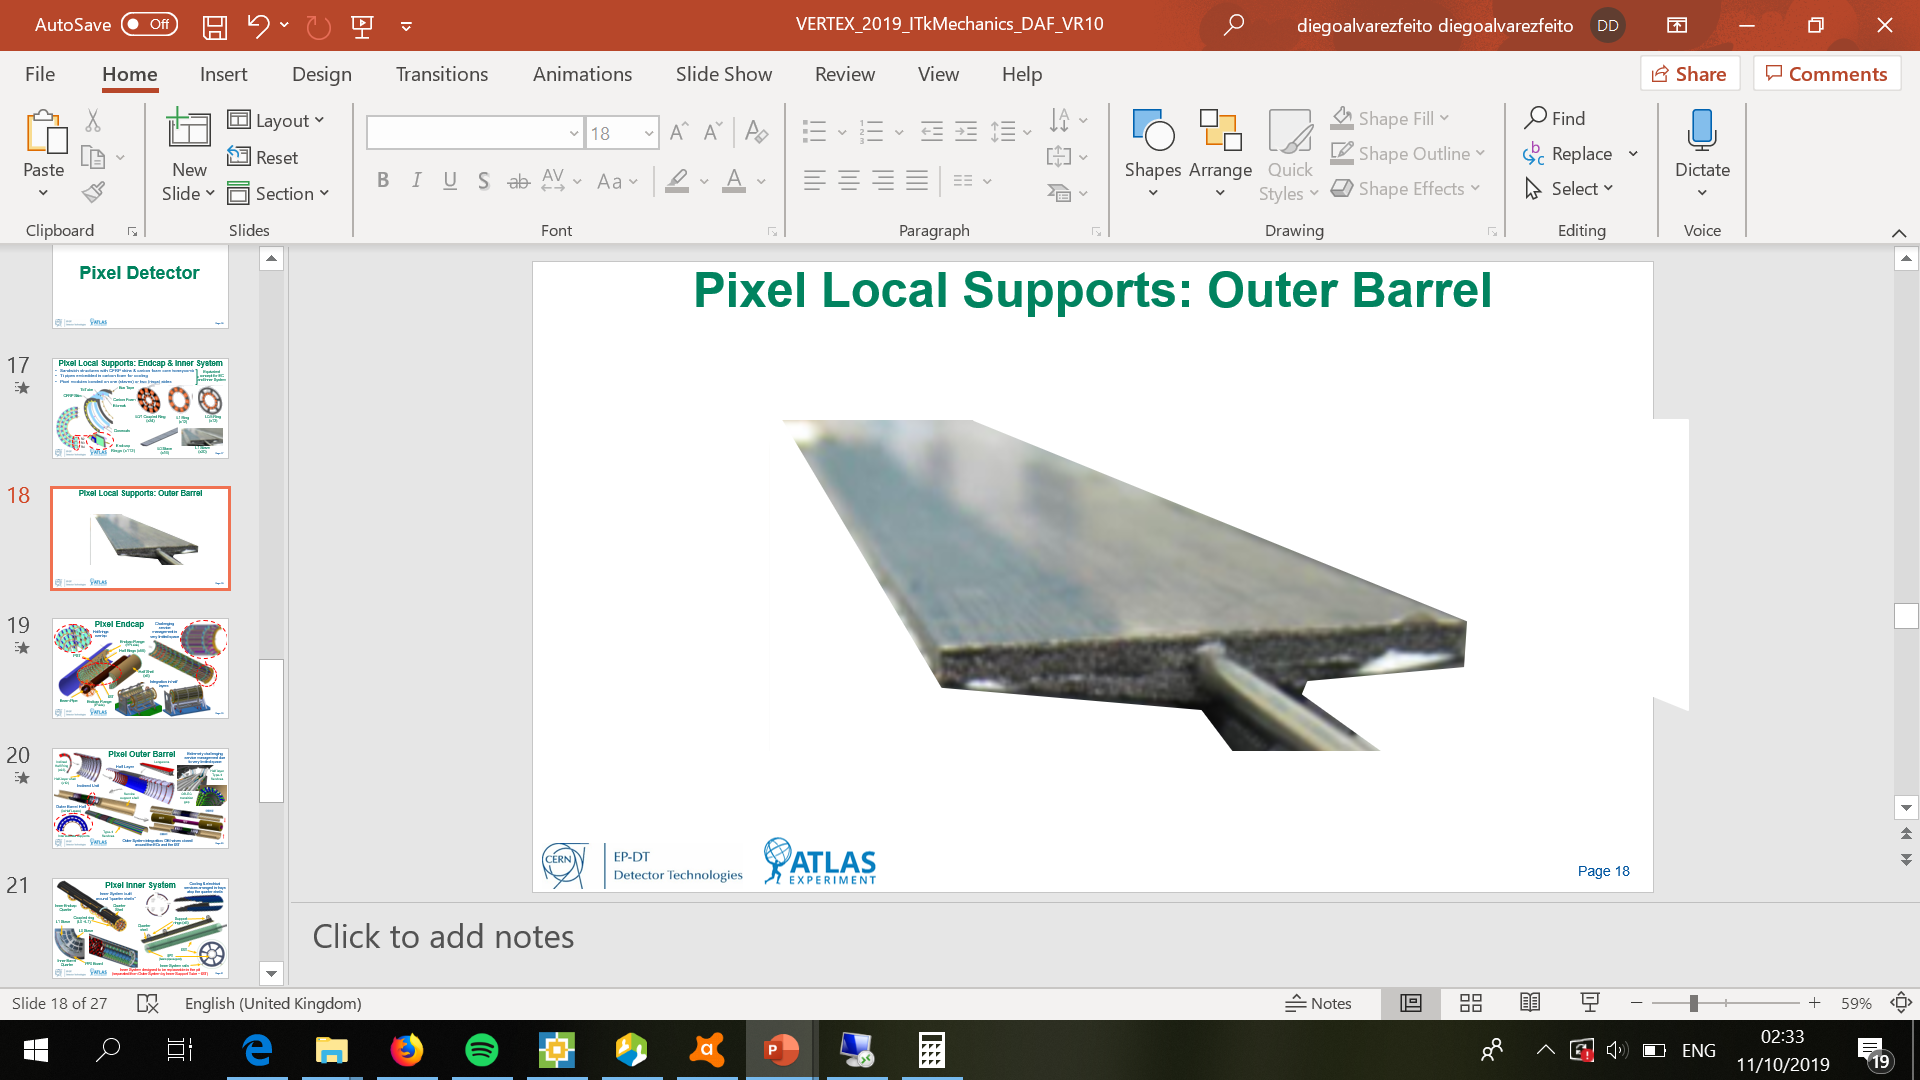 AutoSave Off
VERTEX_2019_ITkMechanics_DAF_VR10
diegoalvarezfeito diegoalvarezfeito DD
File Home Insert Design Transitions Animations Slide Show Review View Help
Share Comments
Paste
Clipboard
New Slide
Layout
Reset
Section
Slides
18
B I U S ab AV Aa A
Font
Paragraph
Shapes Arrange Quick Styles
Shape Fill
Shape Outline
Shape Effects
Drawing
Find
Replace
Select
Editing
Dictate
Voice
Pixel Detector
17
Pixel Local Supports: Endcap & Inner System
18
Pixel Local Supports: Outer Barrel
19
Pixel Endcap
20
Pixel Outer Barrel
21
Pixel Inner System
Pixel Local Supports: Outer Barrel
CERN
EP-DT
Detector Technologies
ATLAS
EXPERIMENT
Page 18
Click to add notes
Slide 18 of 27
English (United Kingdom)
Notes
59%
ENG
02:33
11/10/2019
19